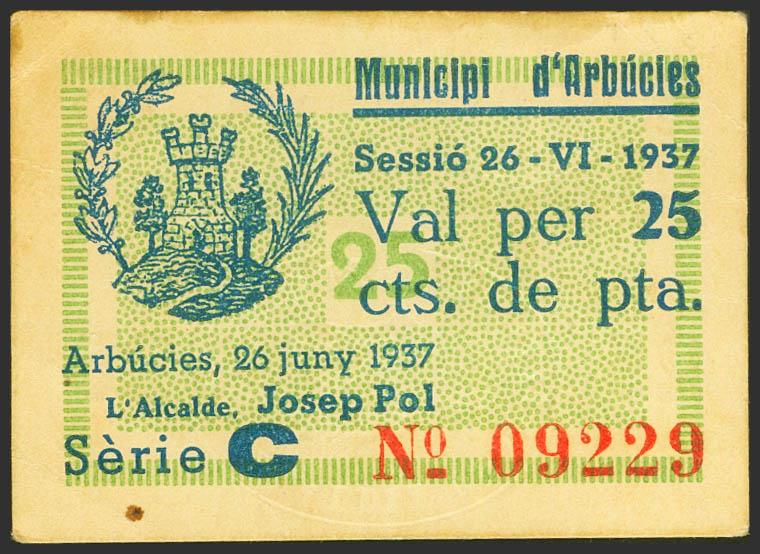 Municipi d'Arbúcies
Sessió 26 - VI - 1937
Val per 25
25
cts. de pta.
Arbúcies, 26 juny 1937
L'Alcalde, Josep Pol
Sèrie C Nº 09229